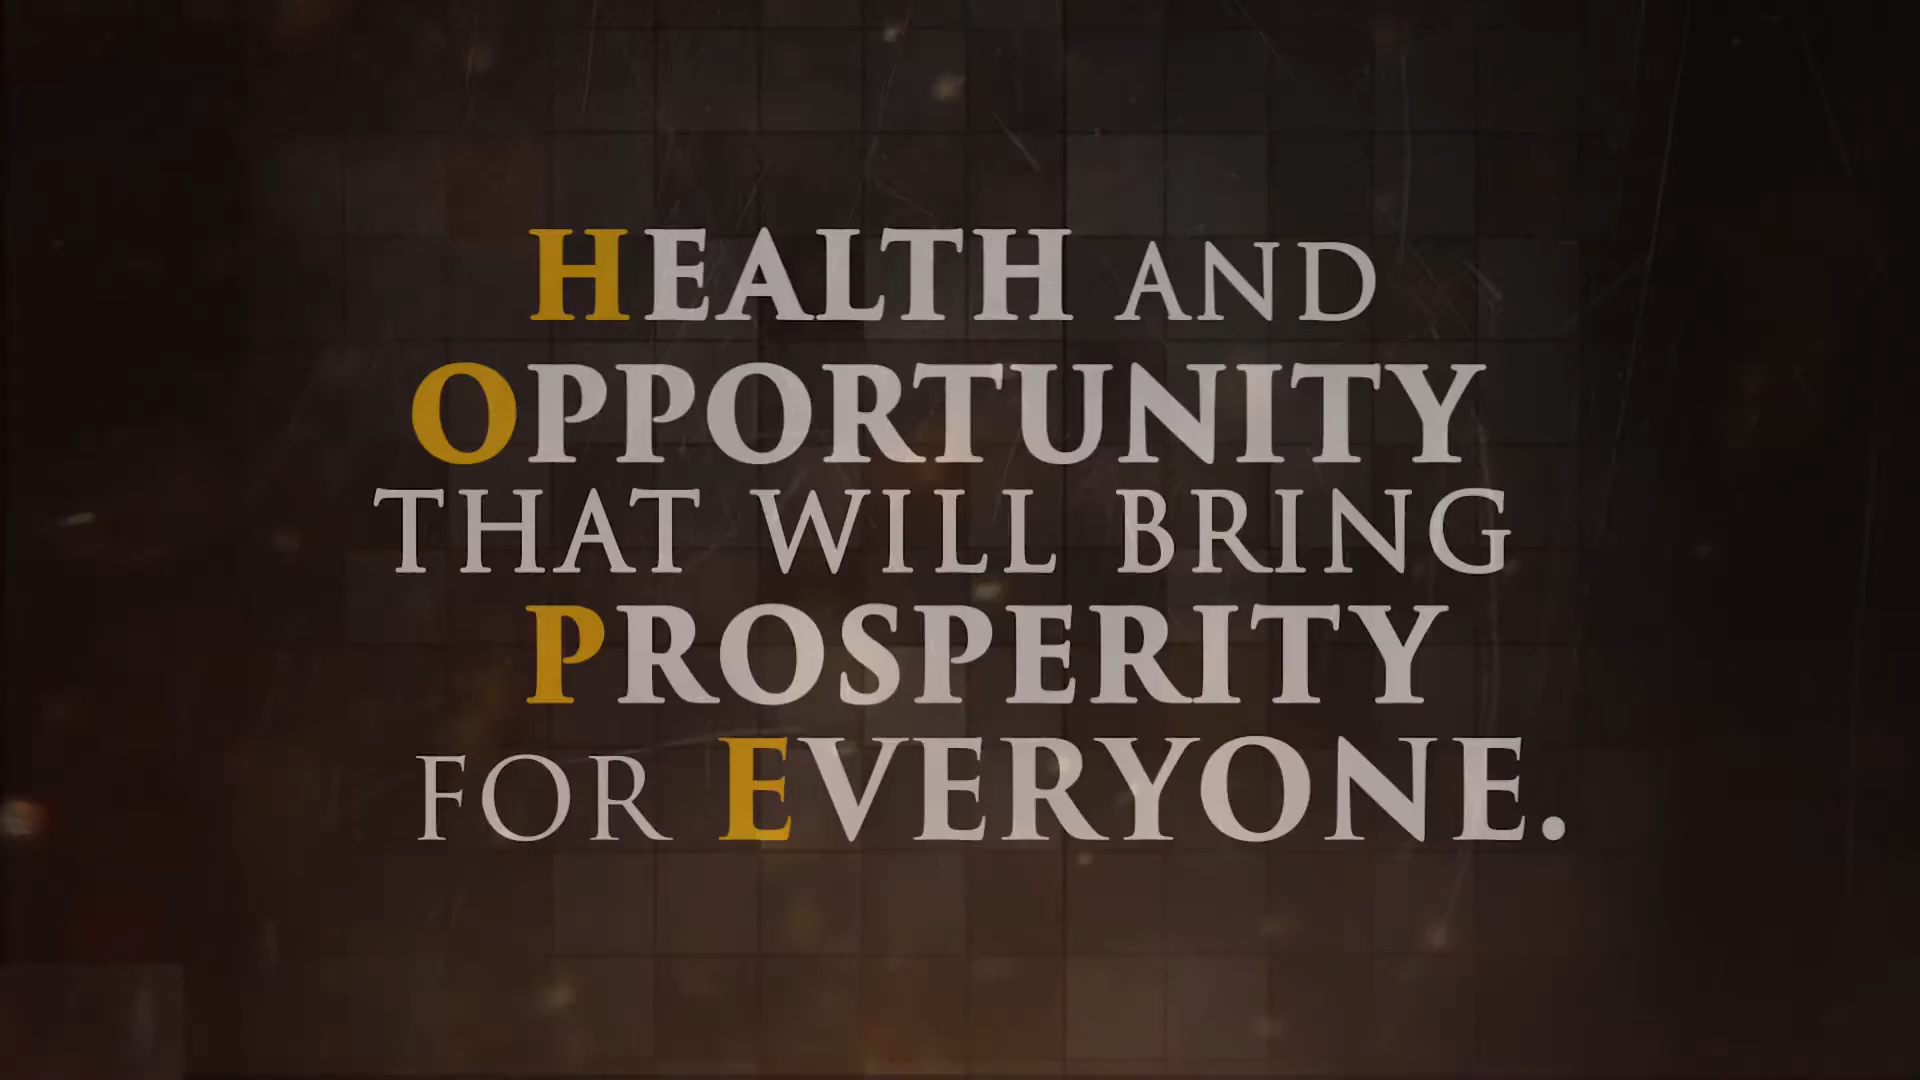 HEALTH AND
OPPORTUNITY
THAT WILL BRING
PROSPERITY
FOR EVERYONE.